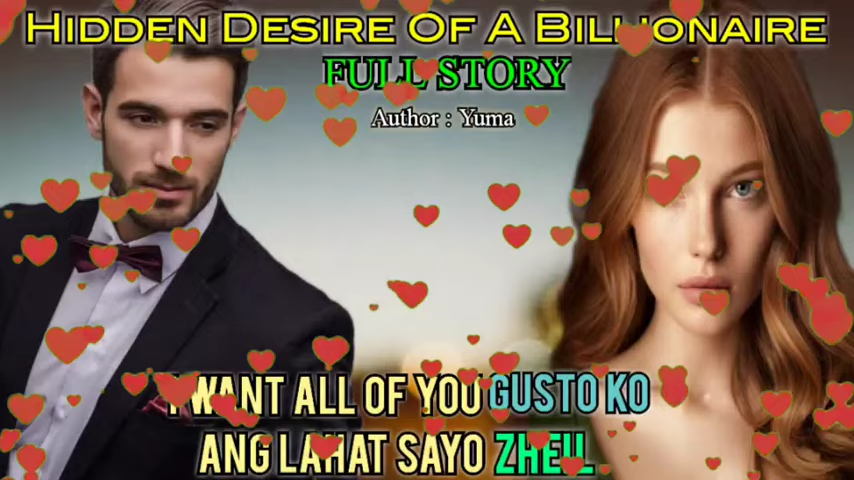 HIDDEN DESIRE OF A BILLIONAIRE
FULL STORY
Author : Yuma
I WANT ALL OF YOU GUSTO KO
ANG LAHAT SAYO ZHEIL